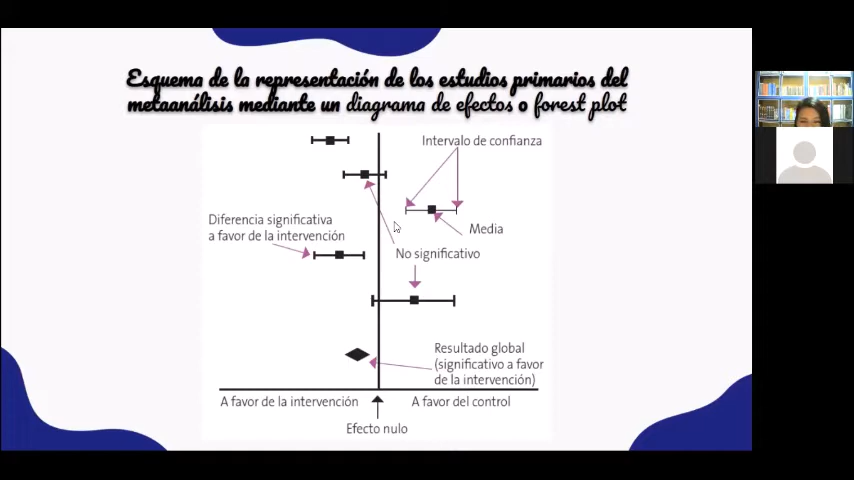 Esquema de la representación de los estudios primarios del
metaanálisis mediante un diagrama de efectos o forest plot
Intervalo de confianza
Diferencia significativa
a favor de la intervención
Media
No significativo
Resultado global
(significativo a favor
de la intervención)
A favor de la intervención
A favor del control
Efecto nulo